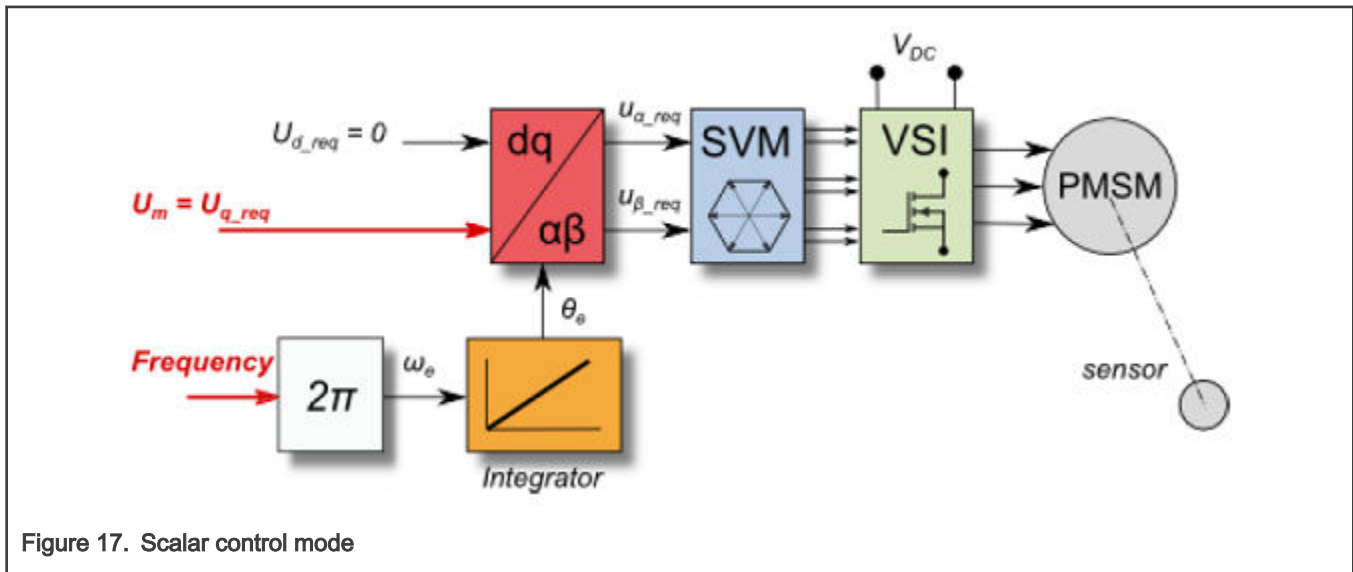 V_DC
U_d_req = 0
dq
αβ
u_α_req
u_β_req
SVM
VSI
PMSM
U_m = U_q_req
θ_e
Frequency
2π
ω_e
sensor
Integrator
Figure 17. Scalar control mode